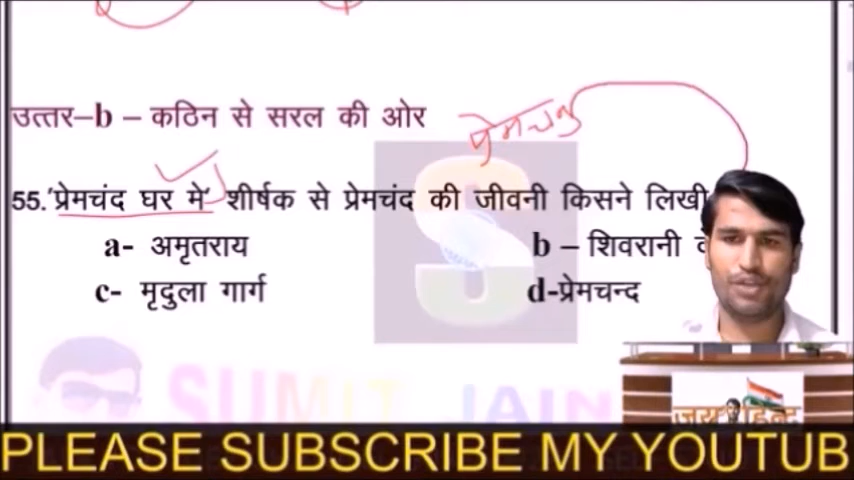 उत्तर–b – कठिन से सरल की ओर
प्रेमचन्द
55.'प्रेमचंद घर मे' शीर्षक से प्रेमचंद की जीवनी किसने लिखी
a- अमृतराय
b – शिवरानी
c- मृदुला गार्ग
d-प्रेमचन्द
S
SUMIT JAIN
जय हिन्द
PLEASE SUBSCRIBE MY YOUTUB